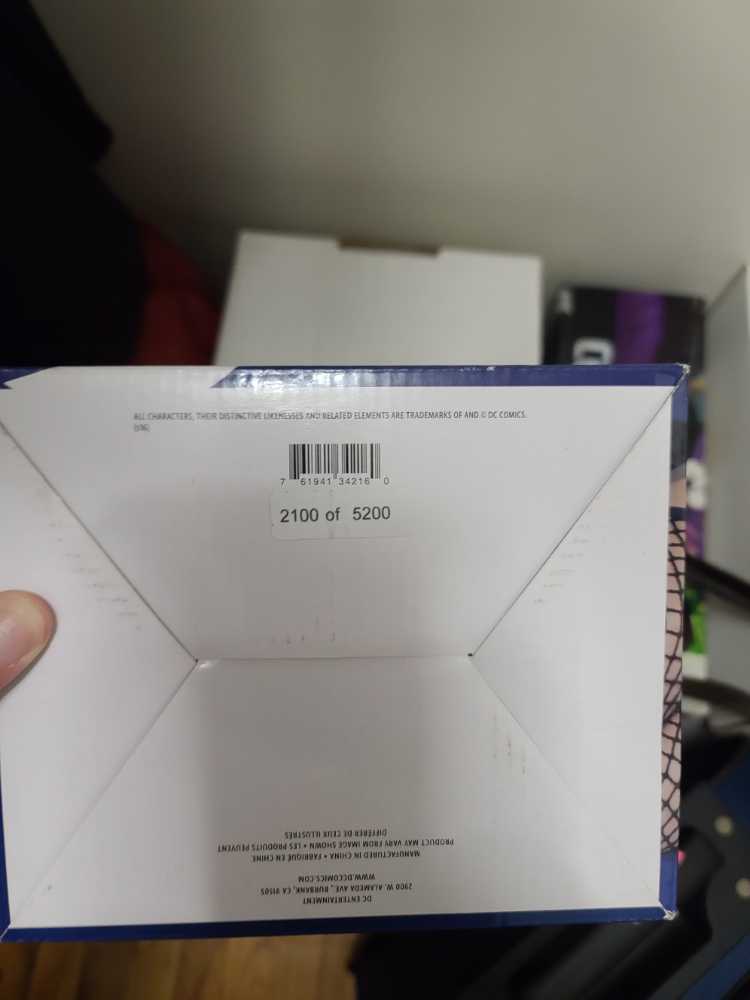 ALL CHARACTERS, THEIR DISTINCTIVE LIKENESSES AND RELATED ELEMENTS ARE TRADEMARKS OF AND © DC COMICS.
(s16)
7 61941 34216 0
2100 of 5200
DC ENTERTAINMENT
2900 W. ALAMEDA AVE., BURBANK, CA 91505
WWW.DCCOMICS.COM
MANUFACTURED IN CHINA • FABRIQUÉ EN CHINE
PRODUCT MAY VARY FROM IMAGE SHOWN • LES PRODUITS PEUVENT
DIFFÉRER DE CEUX ILLUSTRÉS